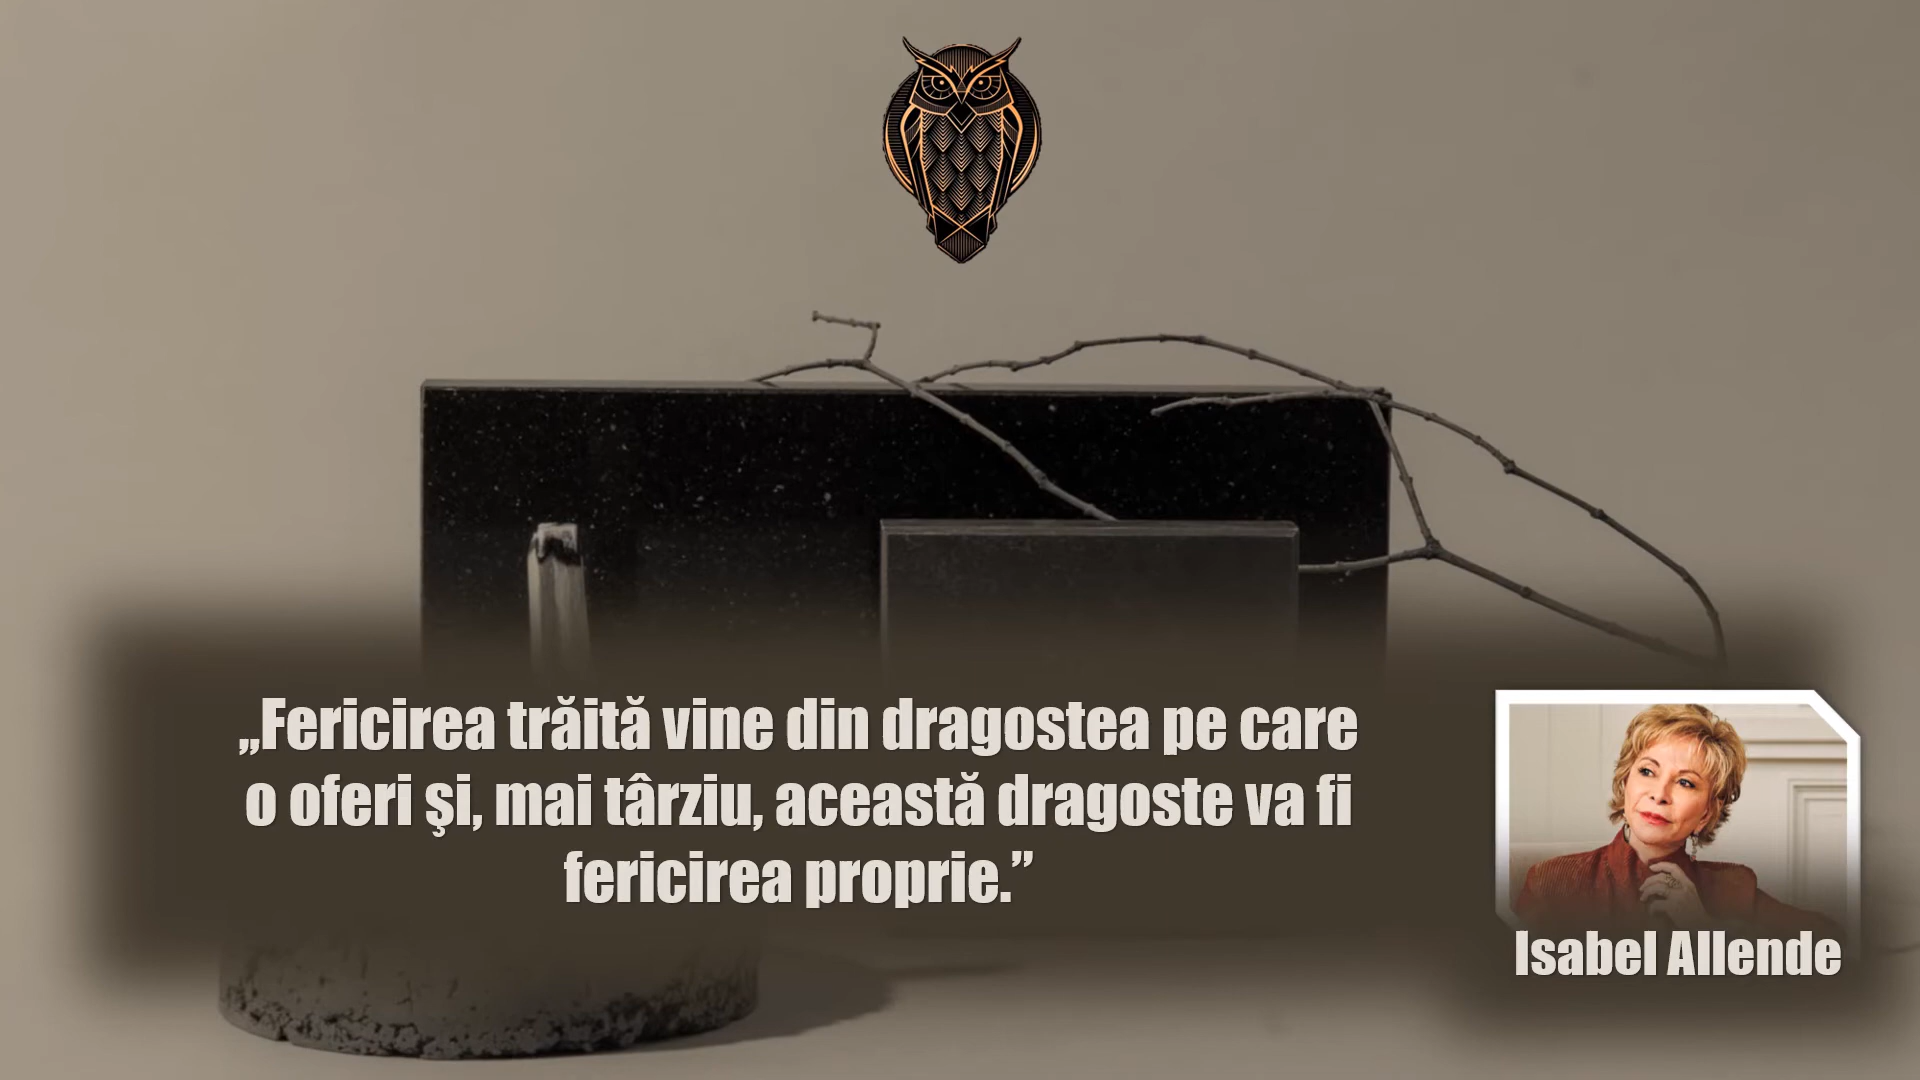 „Fericirea trăită vine din dragostea pe care
o oferi şi, mai târziu, această dragoste va fi
fericirea proprie.”
Isabel Allende